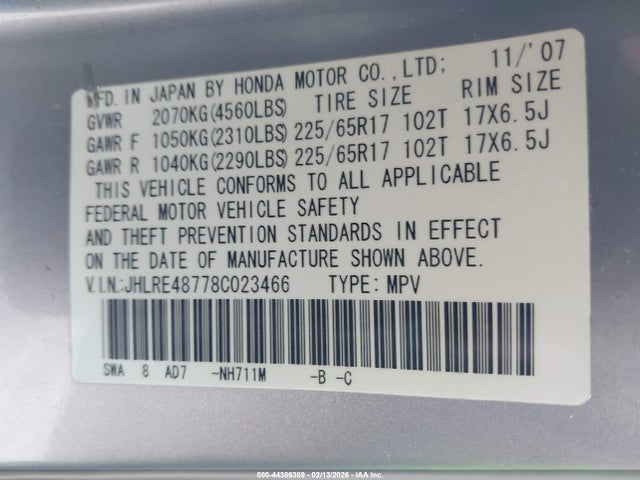 MFD. IN JAPAN BY HONDA MOTOR CO.,LTD; 11/'07
GVWR 2070KG(4560LBS) TIRE SIZE RIM SIZE
GAWR F 1050KG(2310LBS) 225/65R17 102T 17X6.5J
GAWR R 1040KG(2290LBS) 225/65R17 102T 17X6.5J
THIS VEHICLE CONFORMS TO ALL APPLICABLE
FEDERAL MOTOR VEHICLE SAFETY
AND THEFT PREVENTION STANDARDS IN EFFECT
ON THE DATE OF MANUFACTURE SHOWN ABOVE.
V.I.N.:JHLRE48778C023466 TYPE: MPV
SWA 8 AD7 -NH711M -B -C
000-44386389 - 02/13/2026 - IAA Inc.